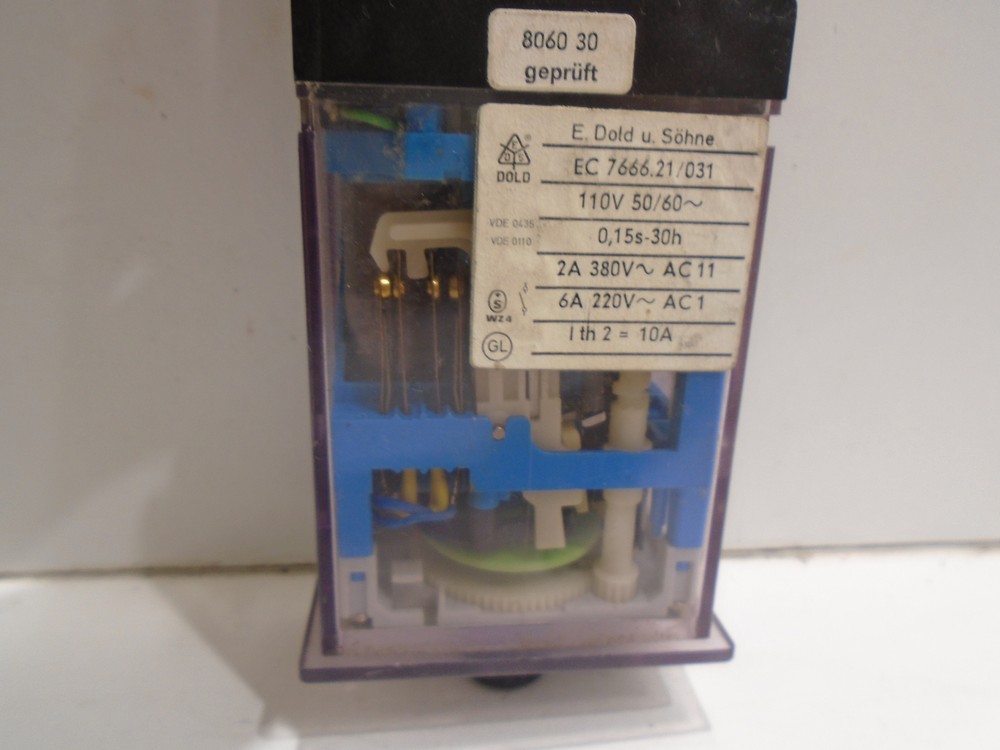 8060 30
geprüft
E. Dold u. Söhne
DOLD
EC 7666.21/031
110V 50/60~
VDE 0435
0,15s-30h
VDE 0110
2A 380V~ AC 11
6A 220V~ AC 1
S
WZ4
I th 2 = 10A
GL